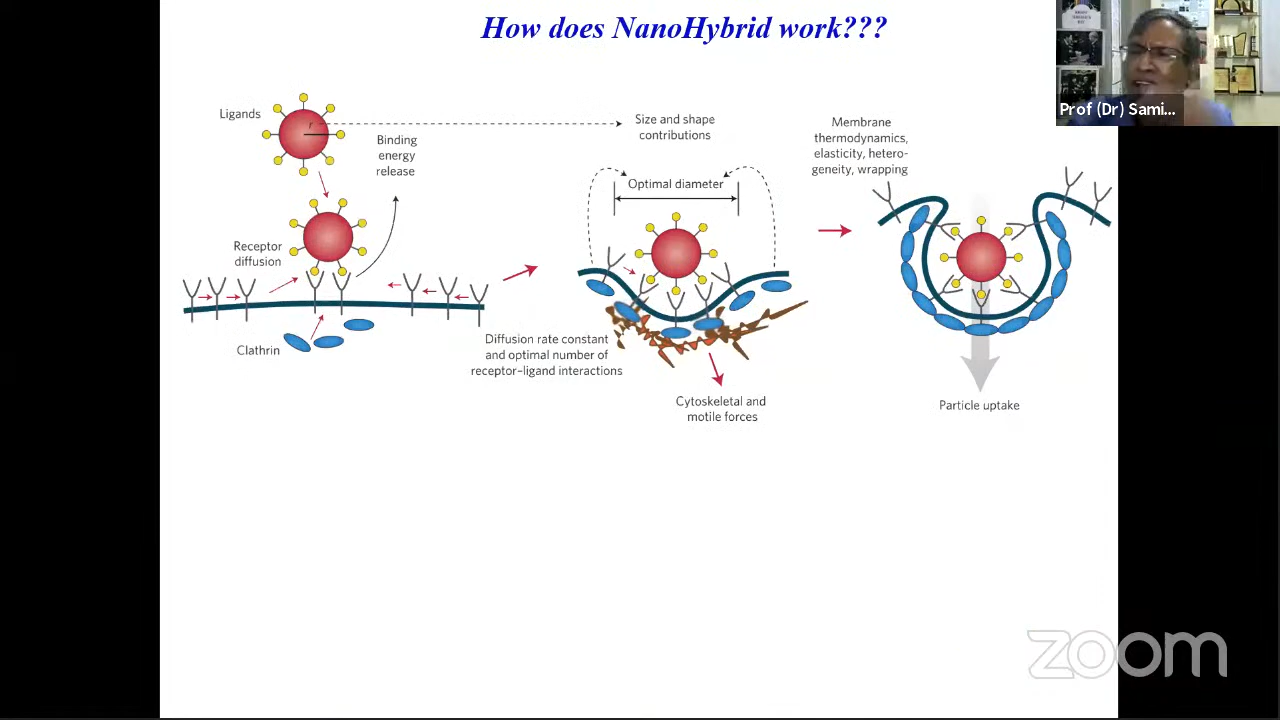 How does NanoHybrid work???
Prof (Dr) Sami...
Ligands
r
Binding
energy
release
Size and shape
contributions
Membrane
thermodynamics,
elasticity, hetero-
geneity, wrapping
Optimal diameter
Receptor
diffusion
Clathrin
Diffusion rate constant
and optimal number of
receptor–ligand interactions
Cytoskeletal and
motile forces
Particle uptake
zoom